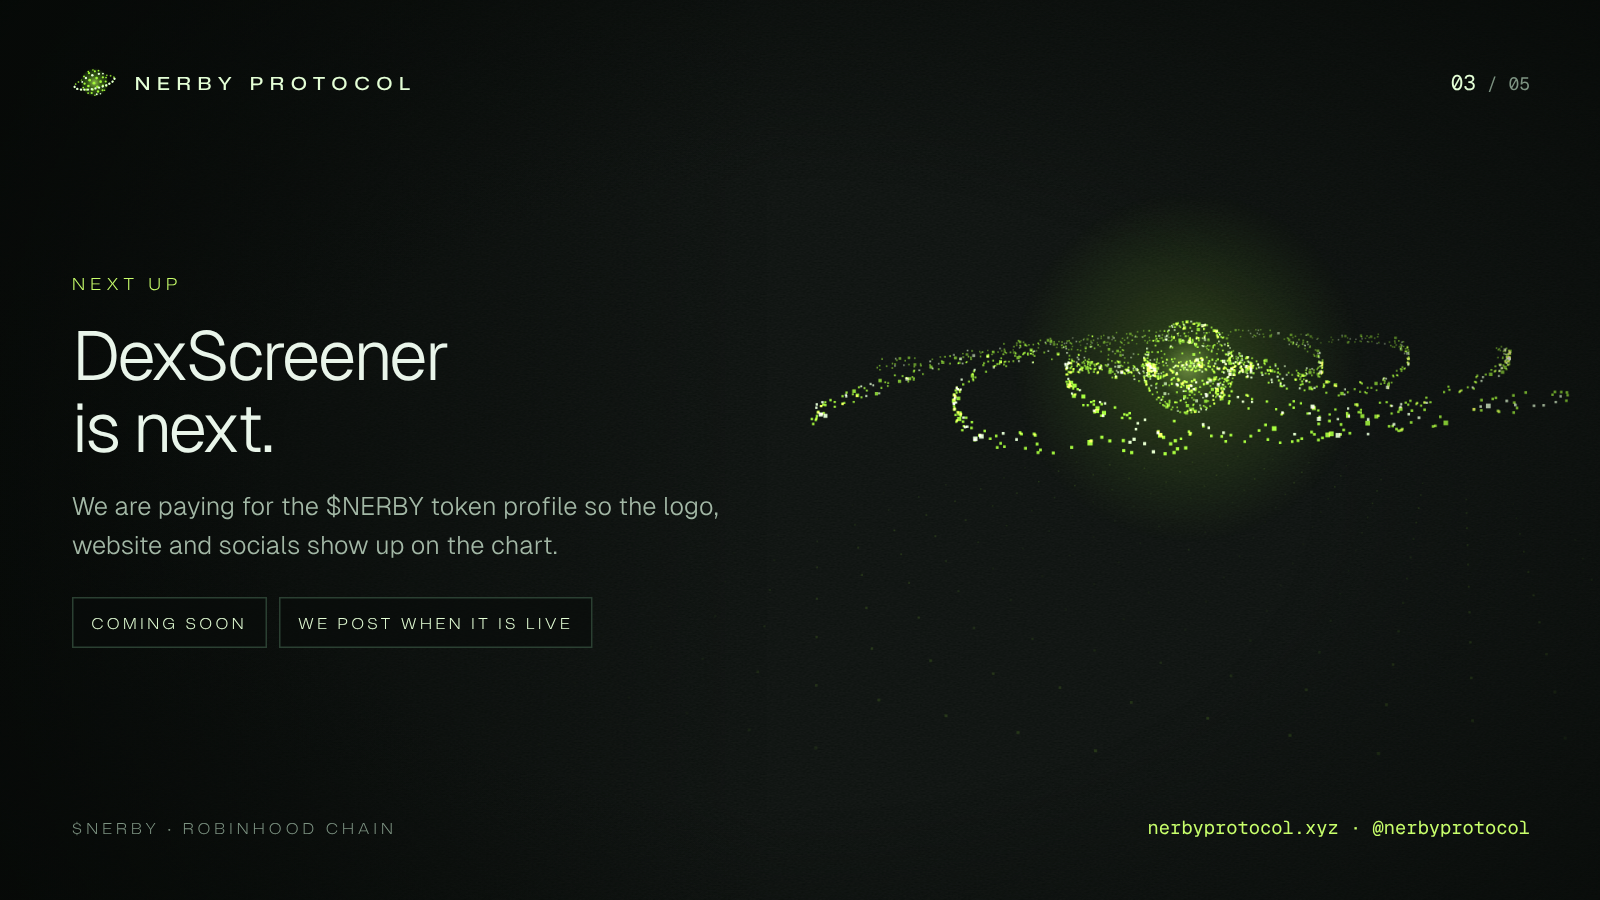 NERBY PROTOCOL
03 / 05
NEXT UP
DexScreener
is next.
We are paying for the $NERBY token profile so the logo,
website and socials show up on the chart.
COMING SOON
WE POST WHEN IT IS LIVE
$NERBY · ROBINHOOD CHAIN
nerbyprotocol.xyz · @nerbyprotocol